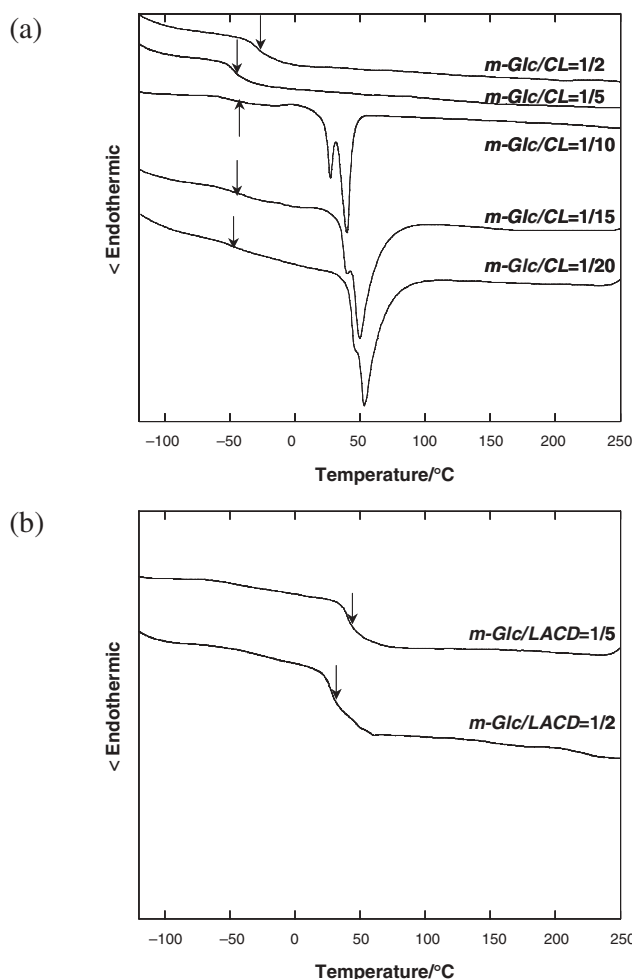 (a)
m-Glc/CL=1/2
m-Glc/CL=1/5
m-Glc/CL=1/10
m-Glc/CL=1/15
m-Glc/CL=1/20
< Endothermic
−100 −50 0 50 100 150 200 250
Temperature/°C
(b)
m-Glc/LACD=1/5
m-Glc/LACD=1/2
< Endothermic
−100 −50 0 50 100 150 200 250
Temperature/°C